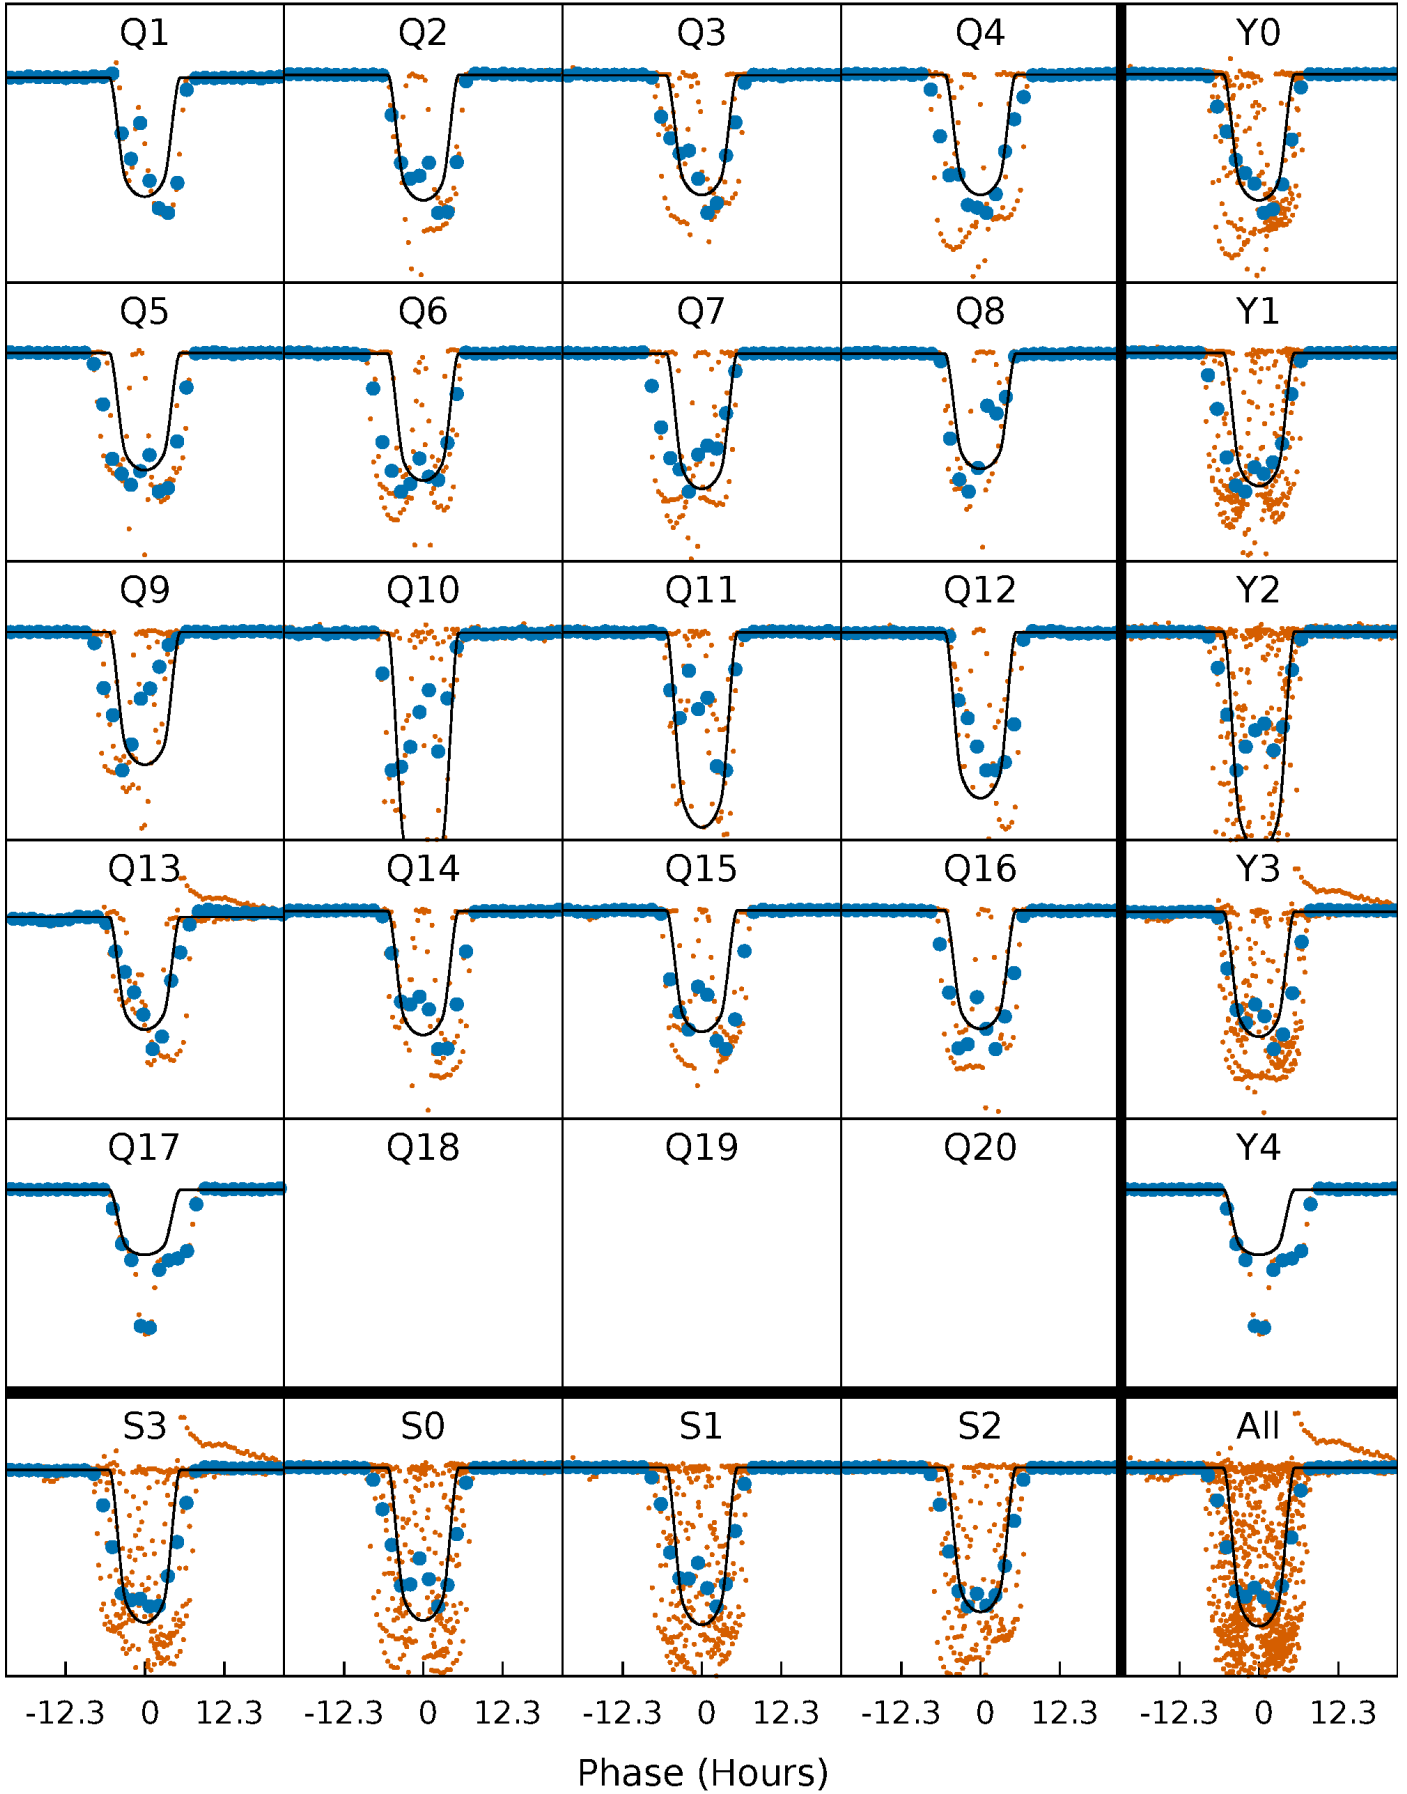 Q1 Q2 Q3 Q4 Y0
Q5 Q6 Q7 Q8 Y1
Q9 Q10 Q11 Q12 Y2
Q13 Q14 Q15 Q16 Y3
Q17 Q18 Q19 Q20 Y4
S3 S0 S1 S2 All
-12.3 0 12.3 -12.3 0 12.3 -12.3 0 12.3 -12.3 0 12.3 -12.3 0 12.3
Phase (Hours)